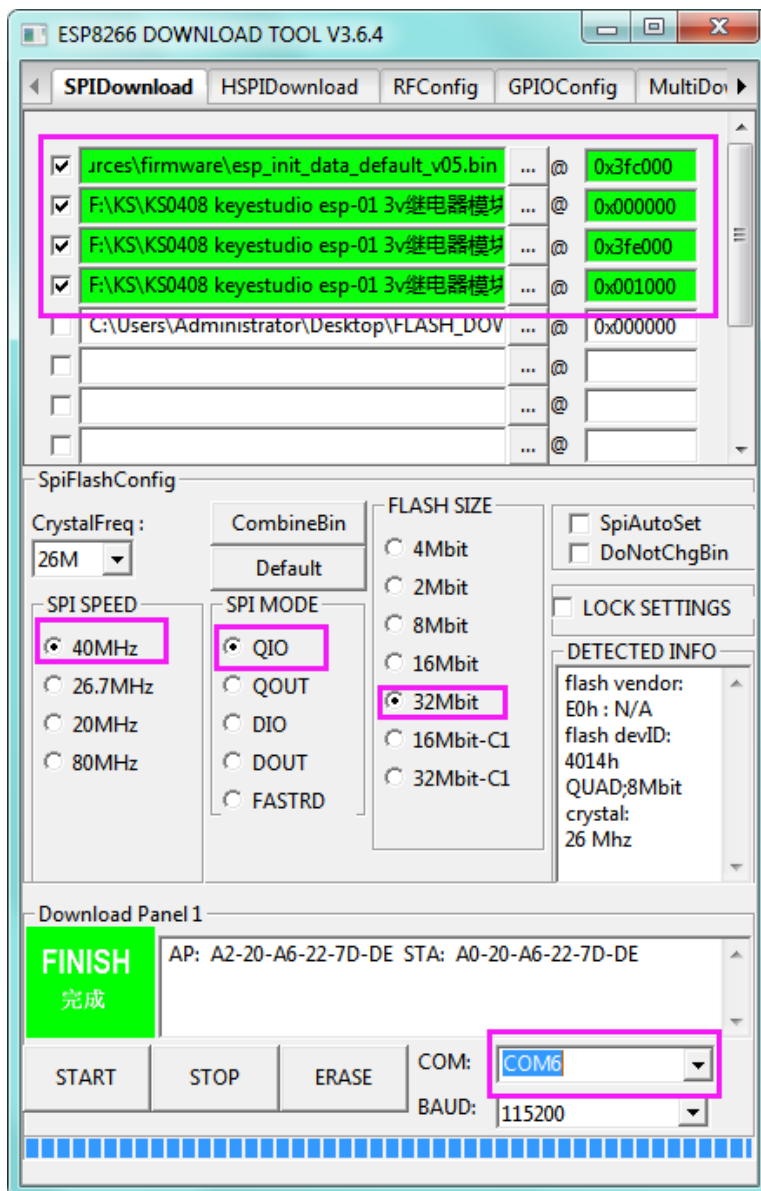 ESP8266 DOWNLOAD TOOL V3.6.4
SPIDownload HSPIDownload RFConfig GPIOConfig MultiDov
urces\firmware\esp_init_data_default_v05.bin ... @ 0x3fc000
F:\KS\KS0408 keyestudio esp-01 3v继电器模块 ... @ 0x000000
F:\KS\KS0408 keyestudio esp-01 3v继电器模块 ... @ 0x3fe000
F:\KS\KS0408 keyestudio esp-01 3v继电器模块 ... @ 0x001000
C:\Users\Administrator\Desktop\FLASH_DOV ... @ 0x000000
... @
... @
... @
SpiFlashConfig
CrystalFreq :
26M
CombineBin
Default
SPI SPEED
40MHz
26.7MHz
20MHz
80MHz
SPI MODE
QIO
QOUT
DIO
DOUT
FASTRD
FLASH SIZE
4Mbit
2Mbit
8Mbit
16Mbit
32Mbit
16Mbit-C1
32Mbit-C1
SpiAutoSet
DoNotChgBin
LOCK SETTINGS
DETECTED INFO
flash vendor:
E0h : N/A
flash devID:
4014h
QUAD;8Mbit
crystal:
26 Mhz
Download Panel 1
FINISH
完成
AP: A2-20-A6-22-7D-DE STA: A0-20-A6-22-7D-DE
START STOP ERASE
COM: COM6
BAUD: 115200